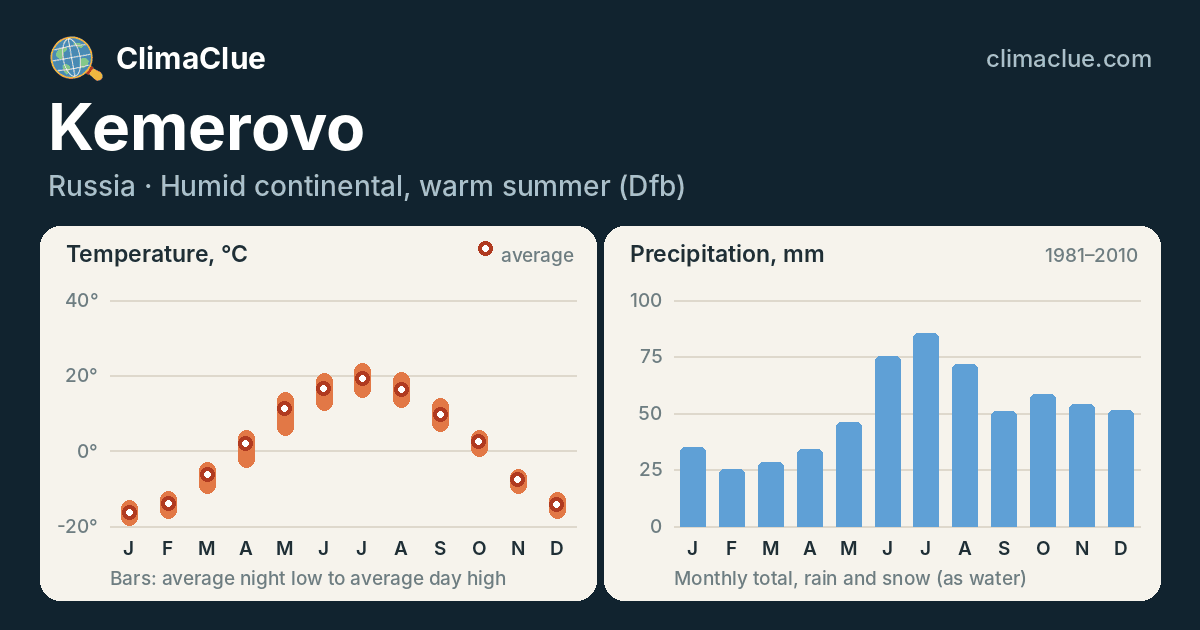 ClimaClue
climaclue.com
Kemerovo
Russia · Humid continental, warm summer (Dfb)
Temperature, °C
average
40°
20°
0°
-20°
J F M A M J J A S O N D
Bars: average night low to average day high
Precipitation, mm
1981–2010
100
75
50
25
0
J F M A M J J A S O N D
Monthly total, rain and snow (as water)